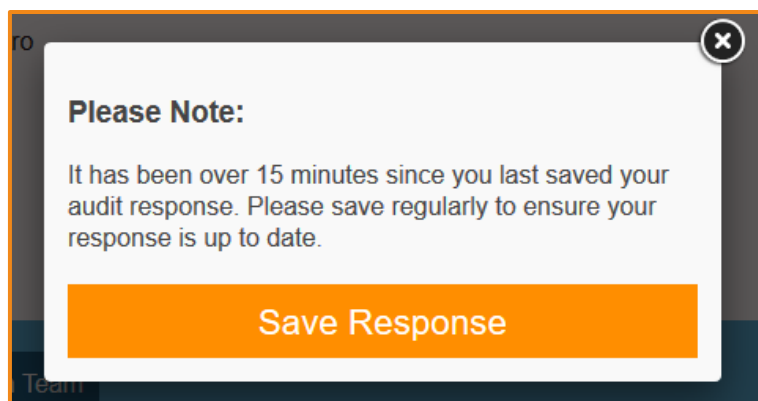 ro
Please Note:
It has been over 15 minutes since you last saved your
audit response. Please save regularly to ensure your
response is up to date.
Save Response
Team